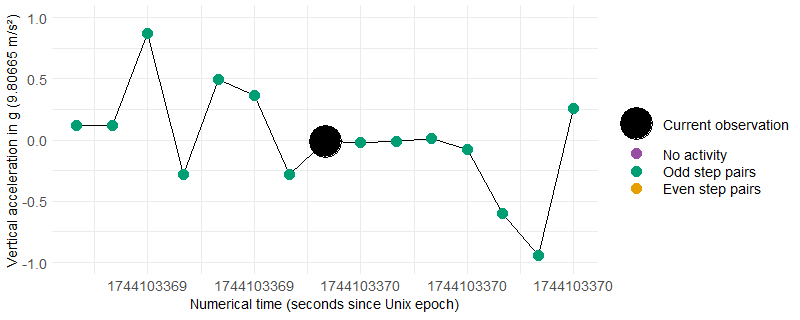 Vertical acceleration in g (9.80665 m/s²)
1.0
0.5
0.0
-0.5
-1.0
1744103369 1744103369 1744103370 1744103370 1744103370
Numerical time (seconds since Unix epoch)
Current observation
No activity
Odd step pairs
Even step pairs